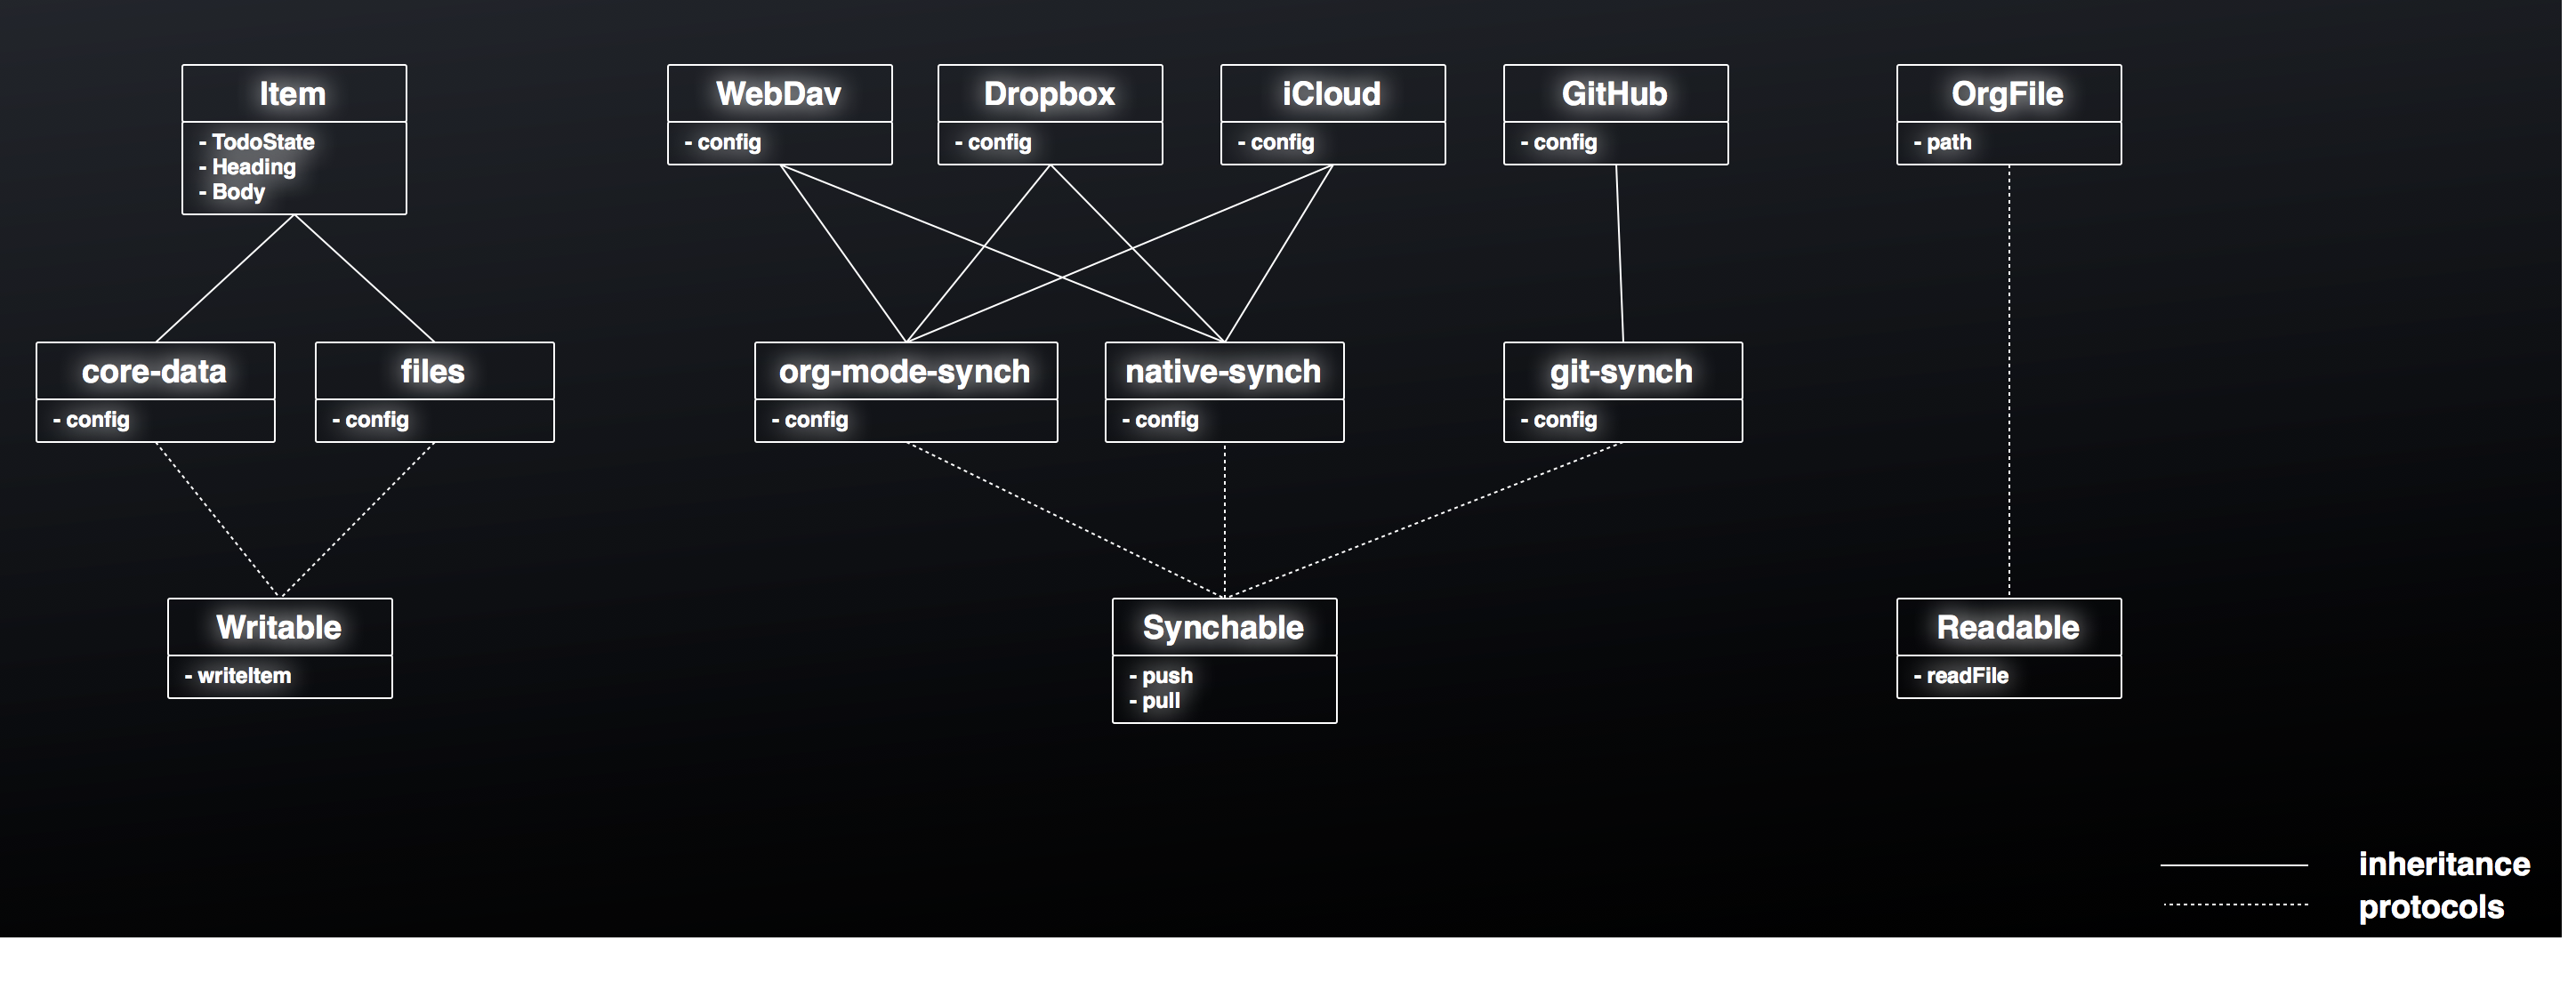 Item
- TodoState
- Heading
- Body
WebDav
- config
Dropbox
- config
iCloud
- config
GitHub
- config
OrgFile
- path
core-data
- config
files
- config
org-mode-synch
- config
native-synch
- config
git-synch
- config
Writable
- writeItem
Synchable
- push
- pull
Readable
- readFile
inheritance
protocols